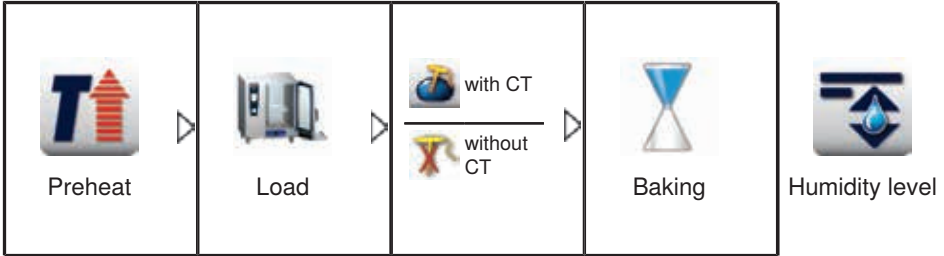 with CT
without
CT
Preheat
Load
Baking
Humidity level